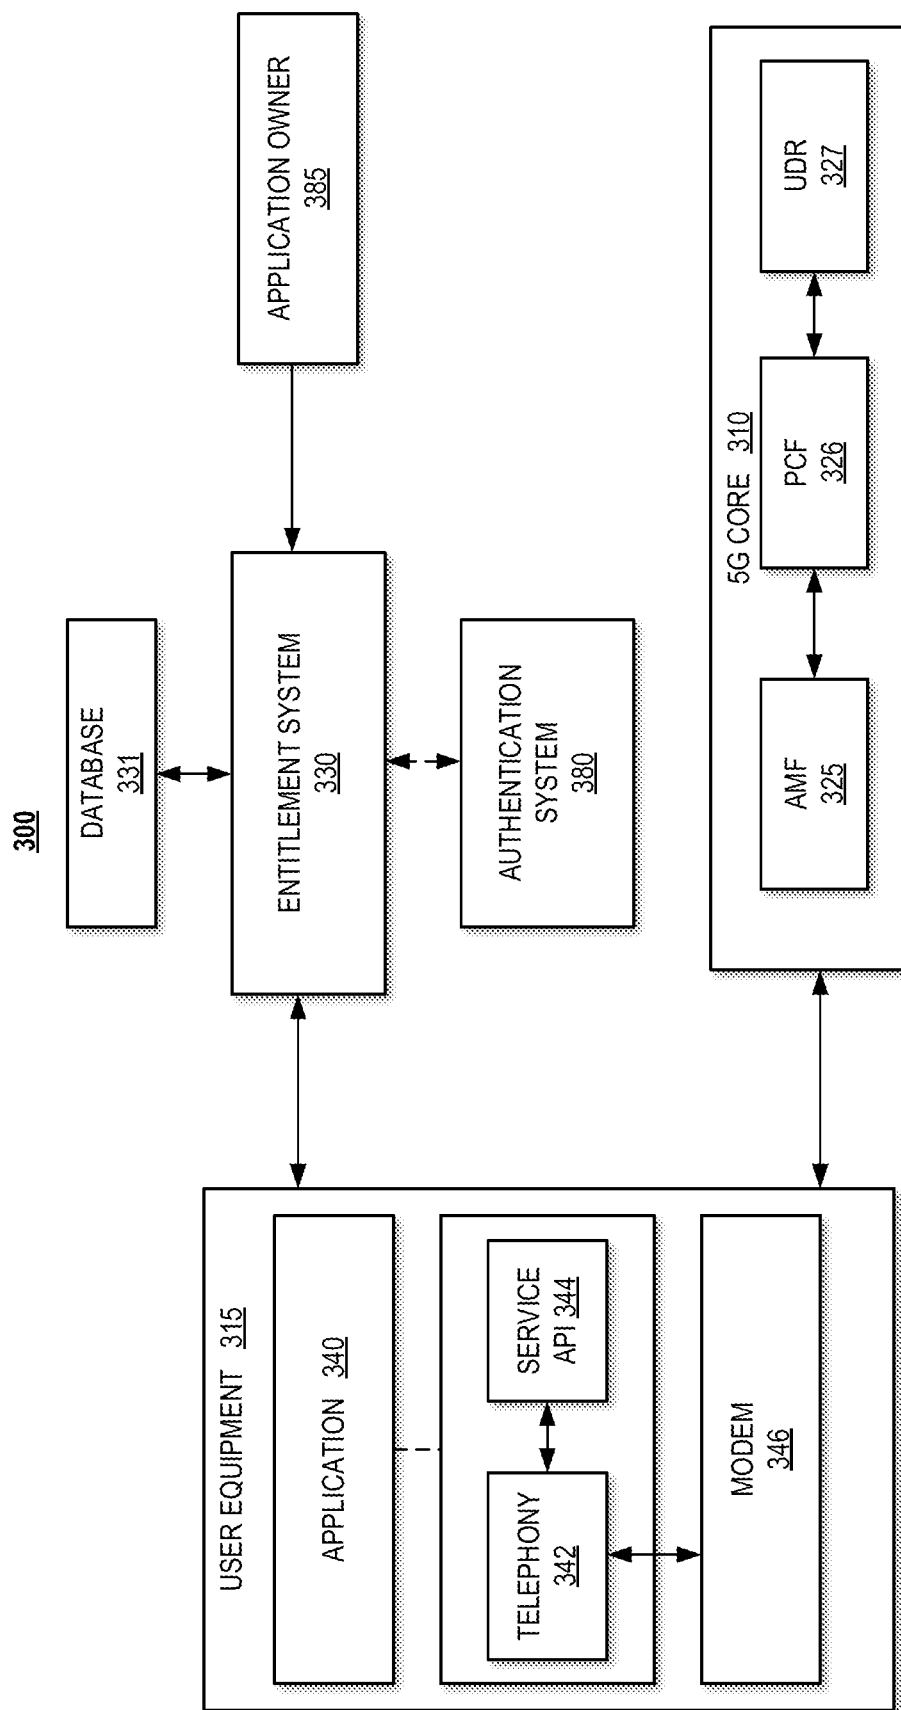 300
USER EQUIPMENT 315
APPLICATION 340
TELEPHONY
342
SERVICE
API 344
MODEM
346
DATABASE
331
ENTITLEMENT SYSTEM
330
AUTHENTICATION
SYSTEM
380
APPLICATION OWNER
385
5G CORE 310
AMF
325
PCF
326
UDR
327